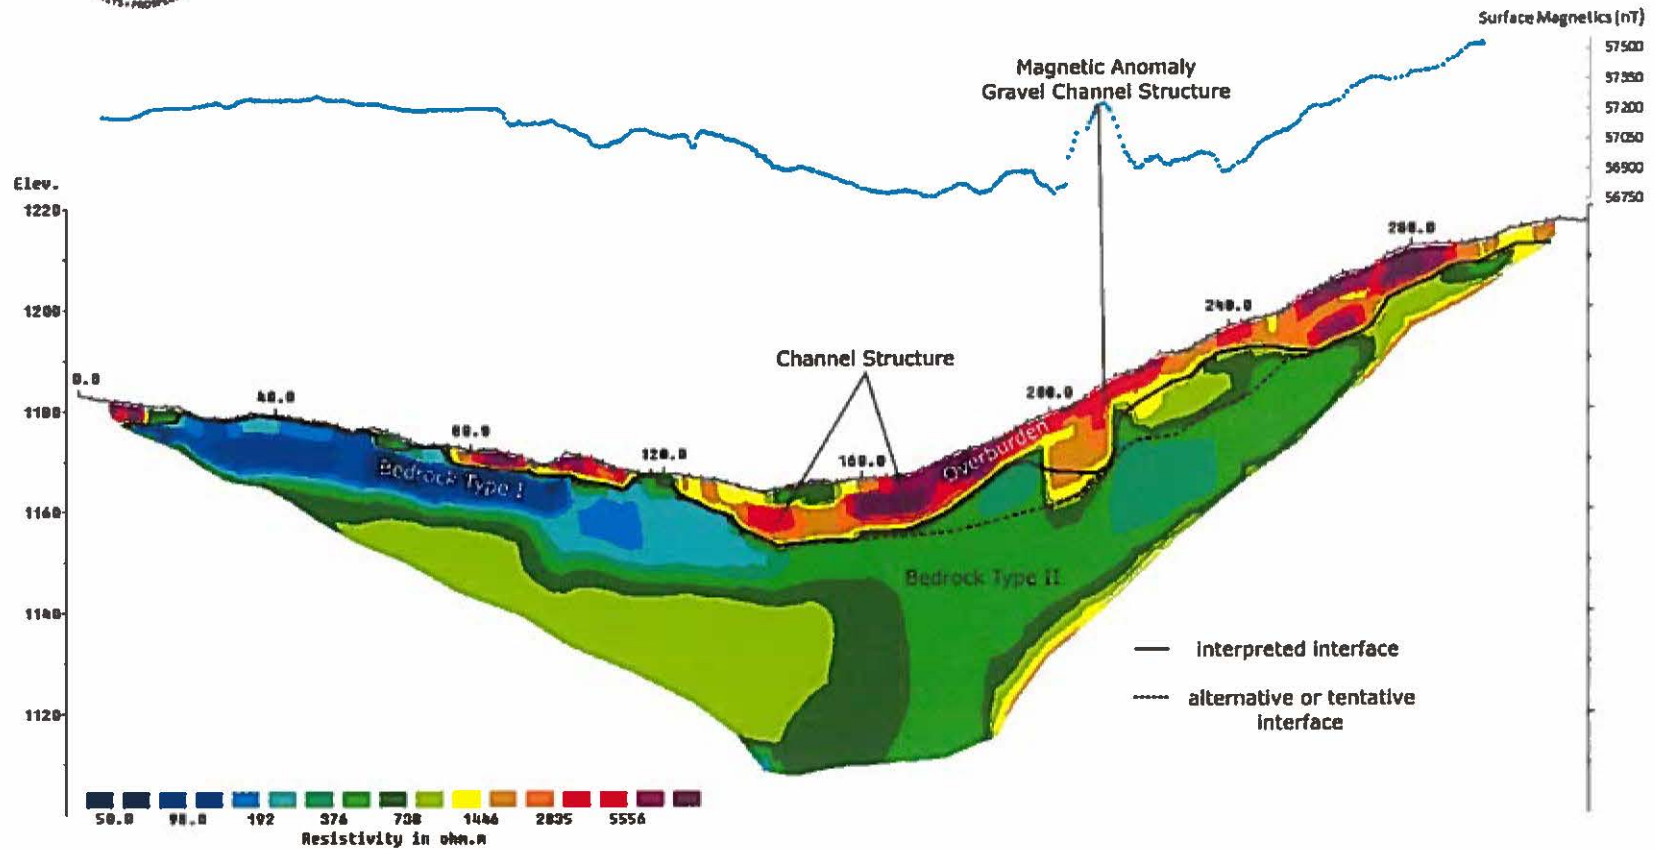 Surface Magnetics (nT)
57500
57350
57200
57050
56900
56750
Magnetic Anomaly
Gravel Channel Structure
Elev.
1220
1200
1180
1160
1140
1120
0.0
40.0
80.0
120.0
160.0
200.0
240.0
280.0
Channel Structure
Overburden
Bedrock Type I
Bedrock Type II
interpreted interface
alternative or tentative
interface
50.0 98.0 192 376 738 1446 2835 5556
Resistivity in ohm.m